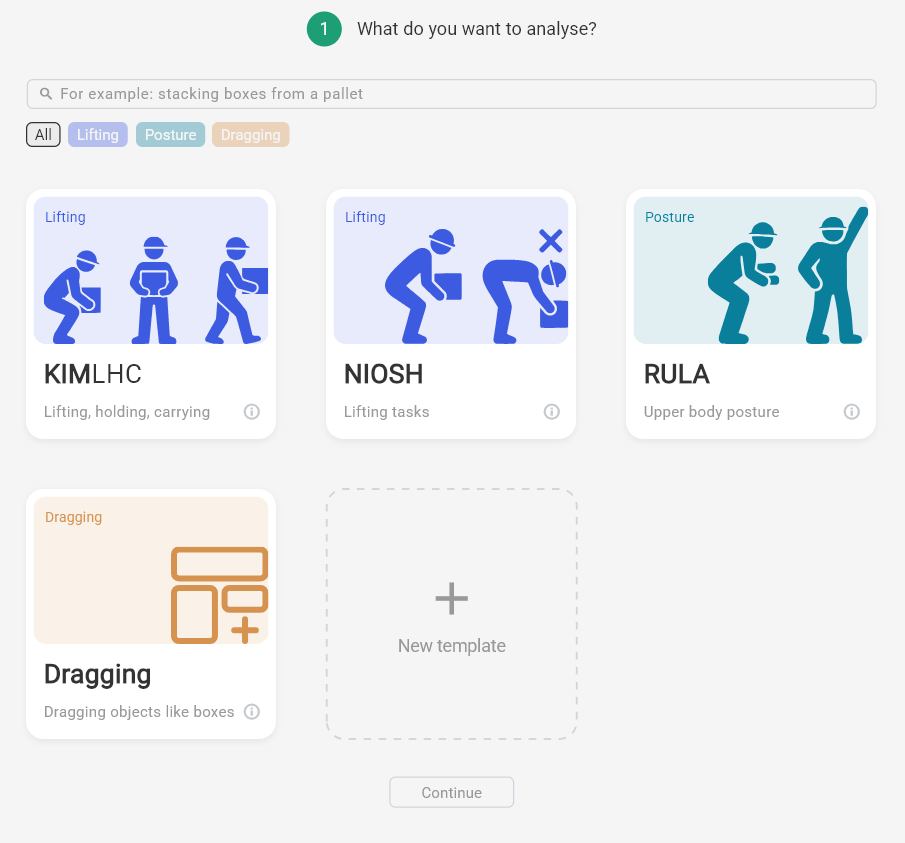 1 What do you want to analyse?
For example: stacking boxes from a pallet
All Lifting Posture Dragging
Lifting
KIMLHC
Lifting, holding, carrying
Lifting
NIOSH
Lifting tasks
Posture
RULA
Upper body posture
Dragging
Dragging
Dragging objects like boxes
New template
Continue